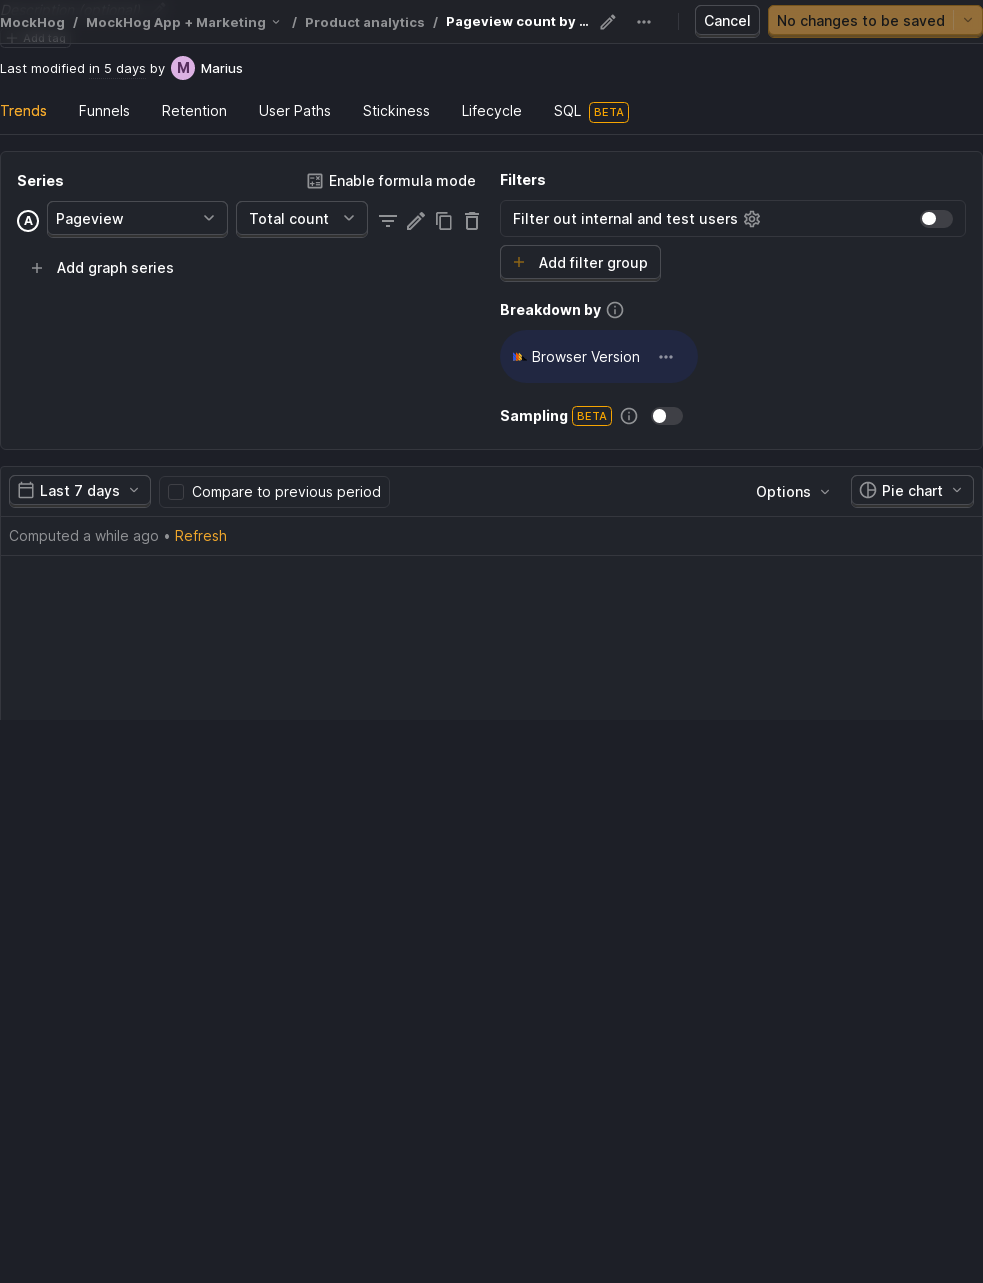 MockHog / MockHog App + Marketing / Product analytics / Pageview count by ... Cancel No changes to be saved
Add tag
Last modified in 5 days by M Marius
Trends Funnels Retention User Paths Stickiness Lifecycle SQL BETA
Series Enable formula mode
A Pageview Total count
Add graph series
Filters
Filter out internal and test users
Add filter group
Breakdown by
Browser Version
Sampling BETA
Last 7 days Compare to previous period Options Pie chart
Computed a while ago • Refresh